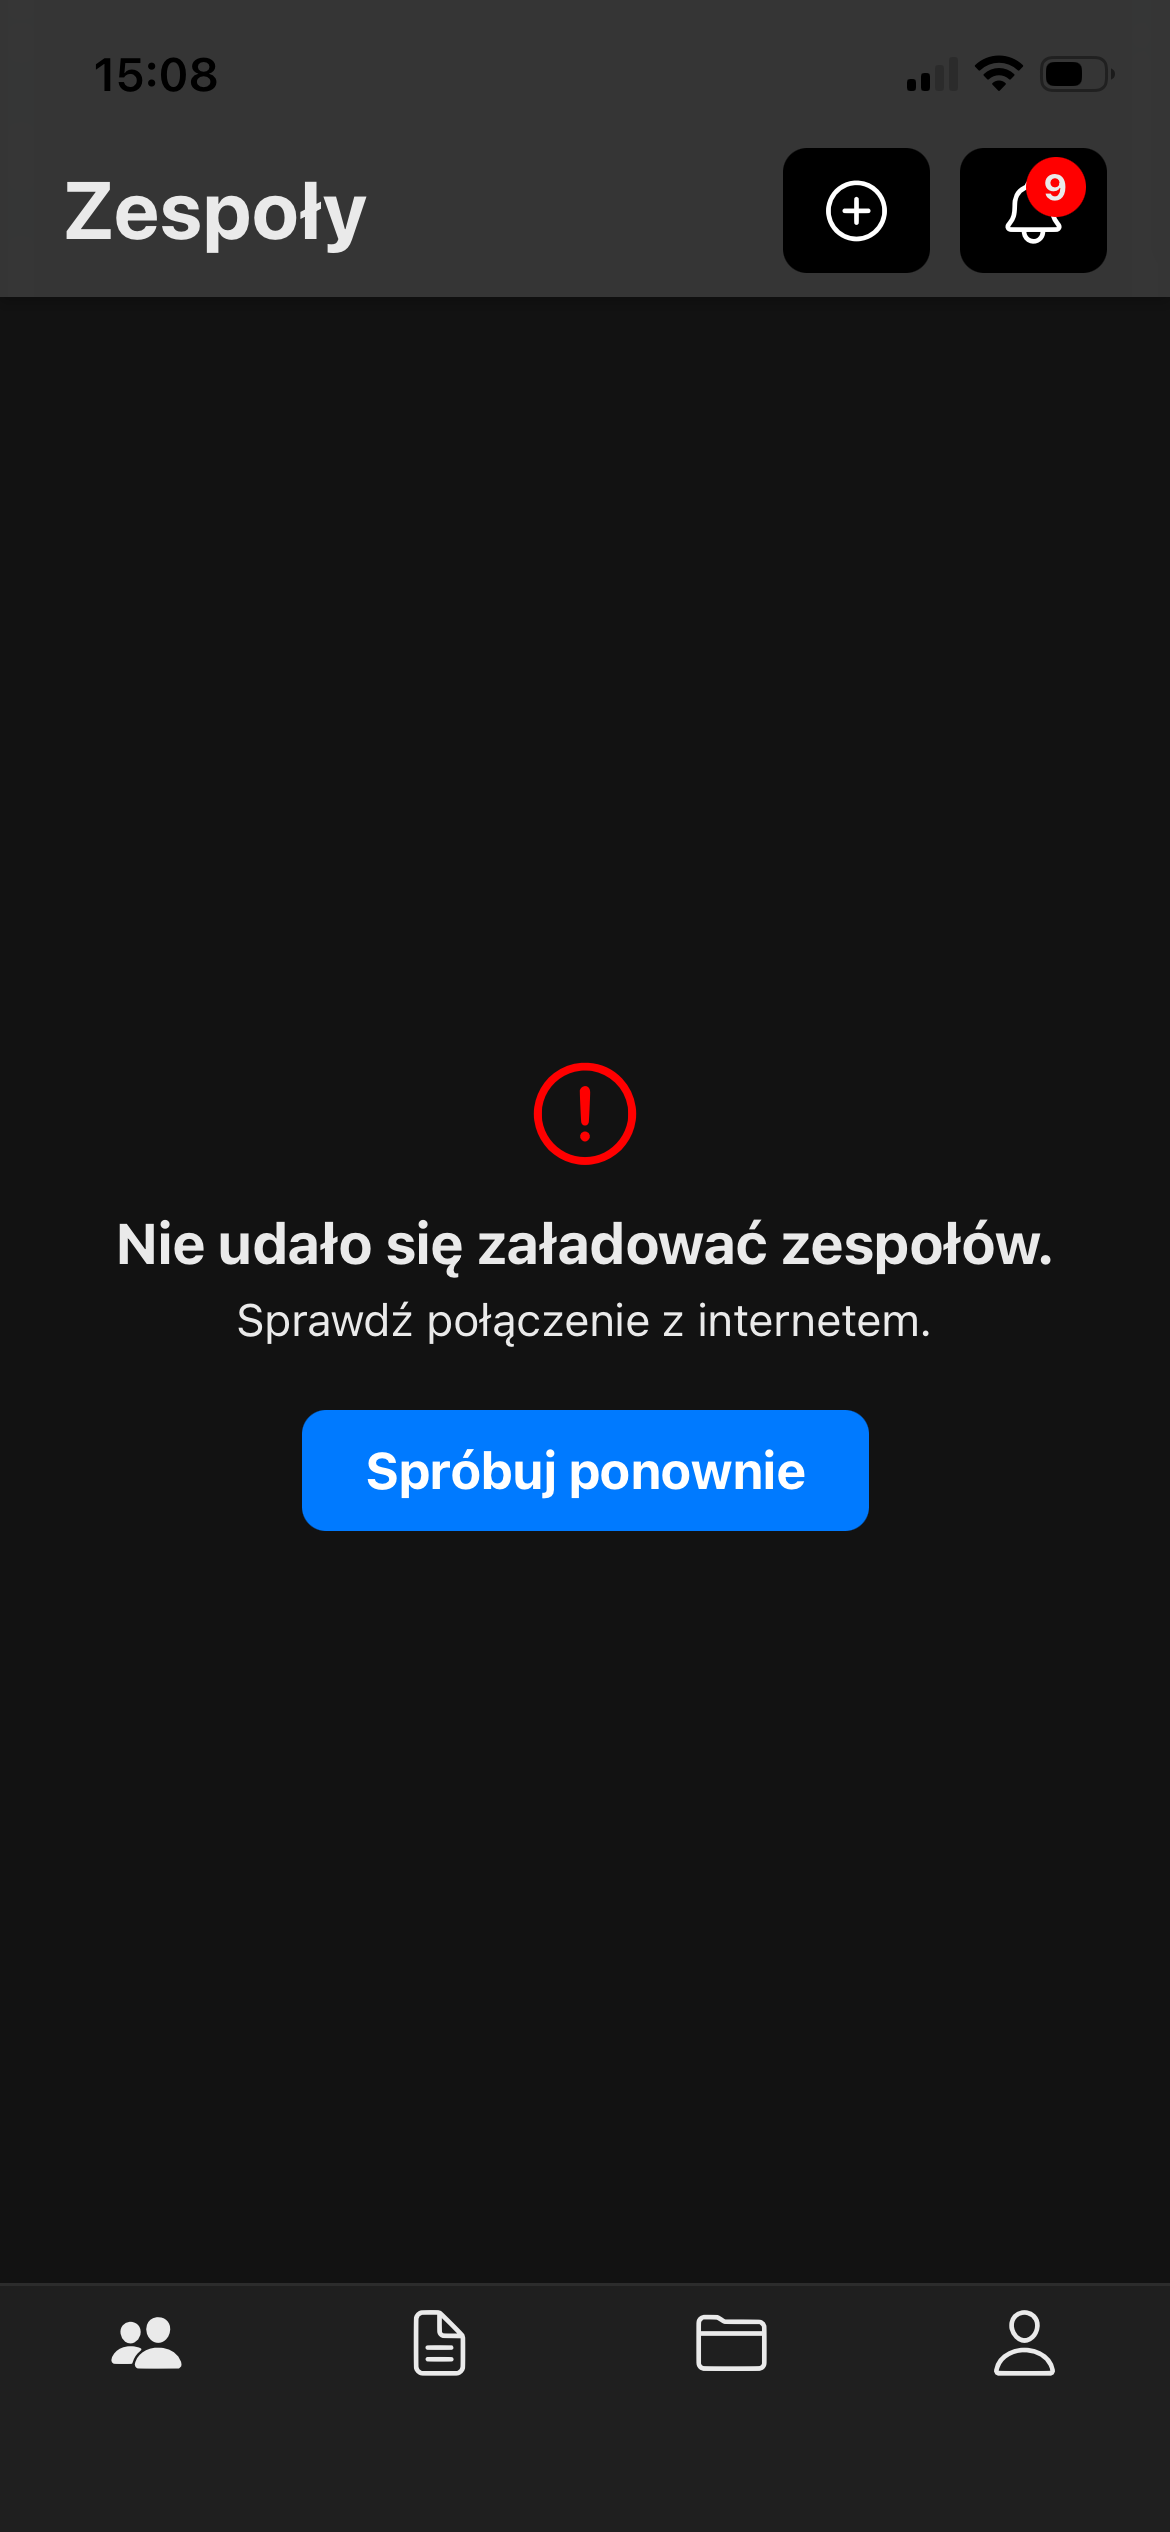 15:08
Zespoły
9
Nie udało się załadować zespołów.
Sprawdź połączenie z internetem.
Spróbuj ponownie